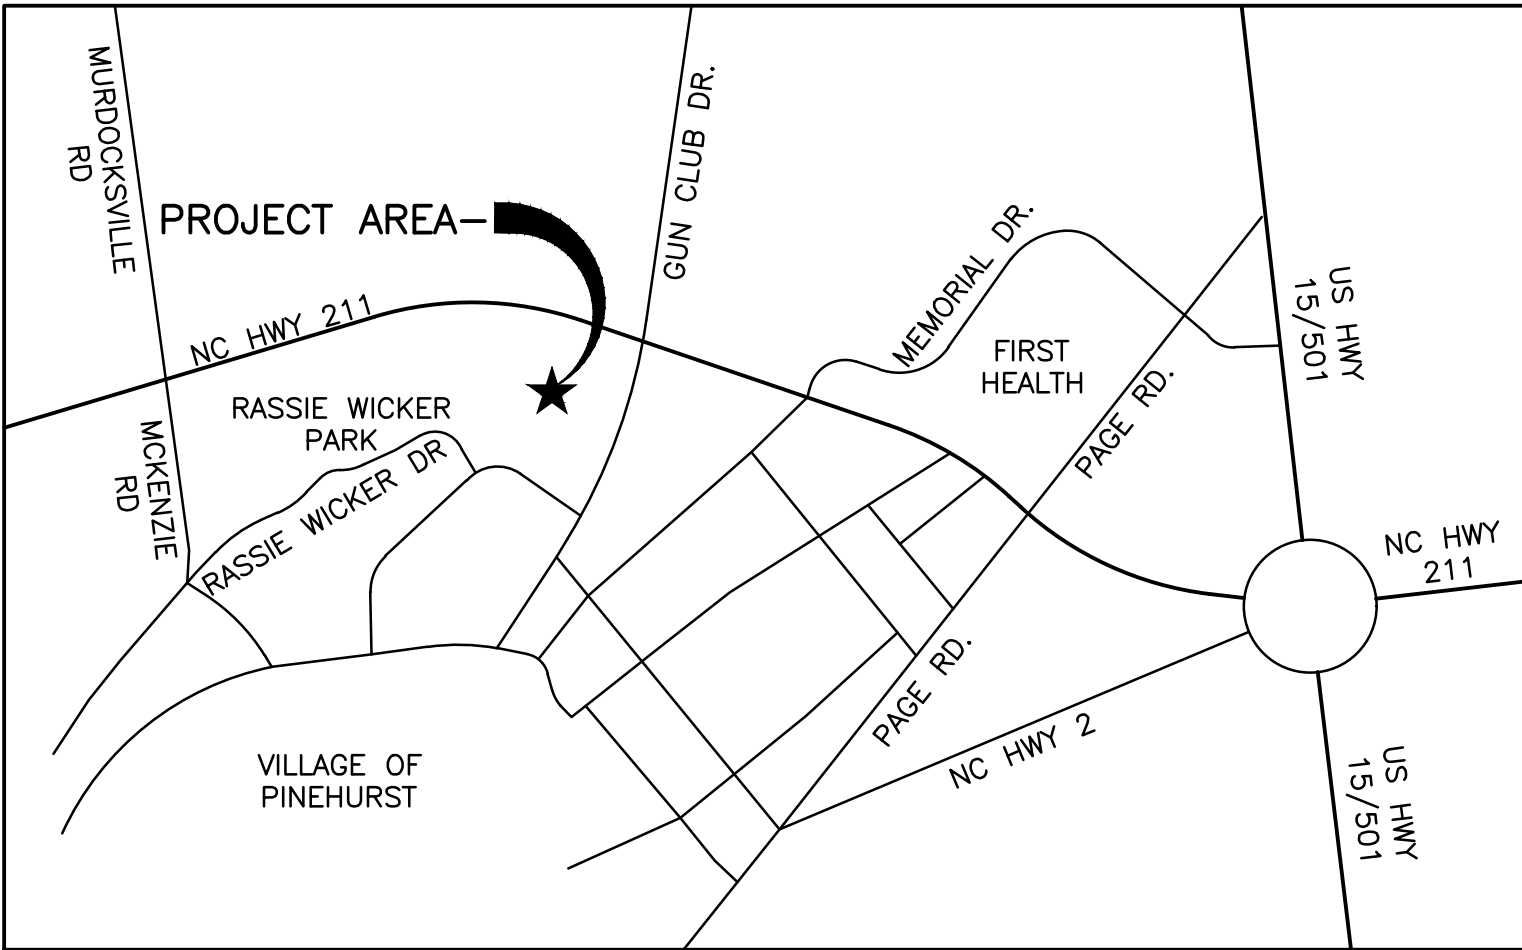 MURDOCKSVILLE
RD
GUN CLUB DR.
PROJECT AREA
MEMORIAL DR.
NC HWY 211
US HWY
15/501
FIRST
HEALTH
PAGE RD.
RASSIE WICKER
PARK
MCKENZIE
RD
RASSIE WICKER DR
NC HWY
211
PAGE RD.
NC HWY 2
VILLAGE OF
PINEHURST
US HWY
15/501